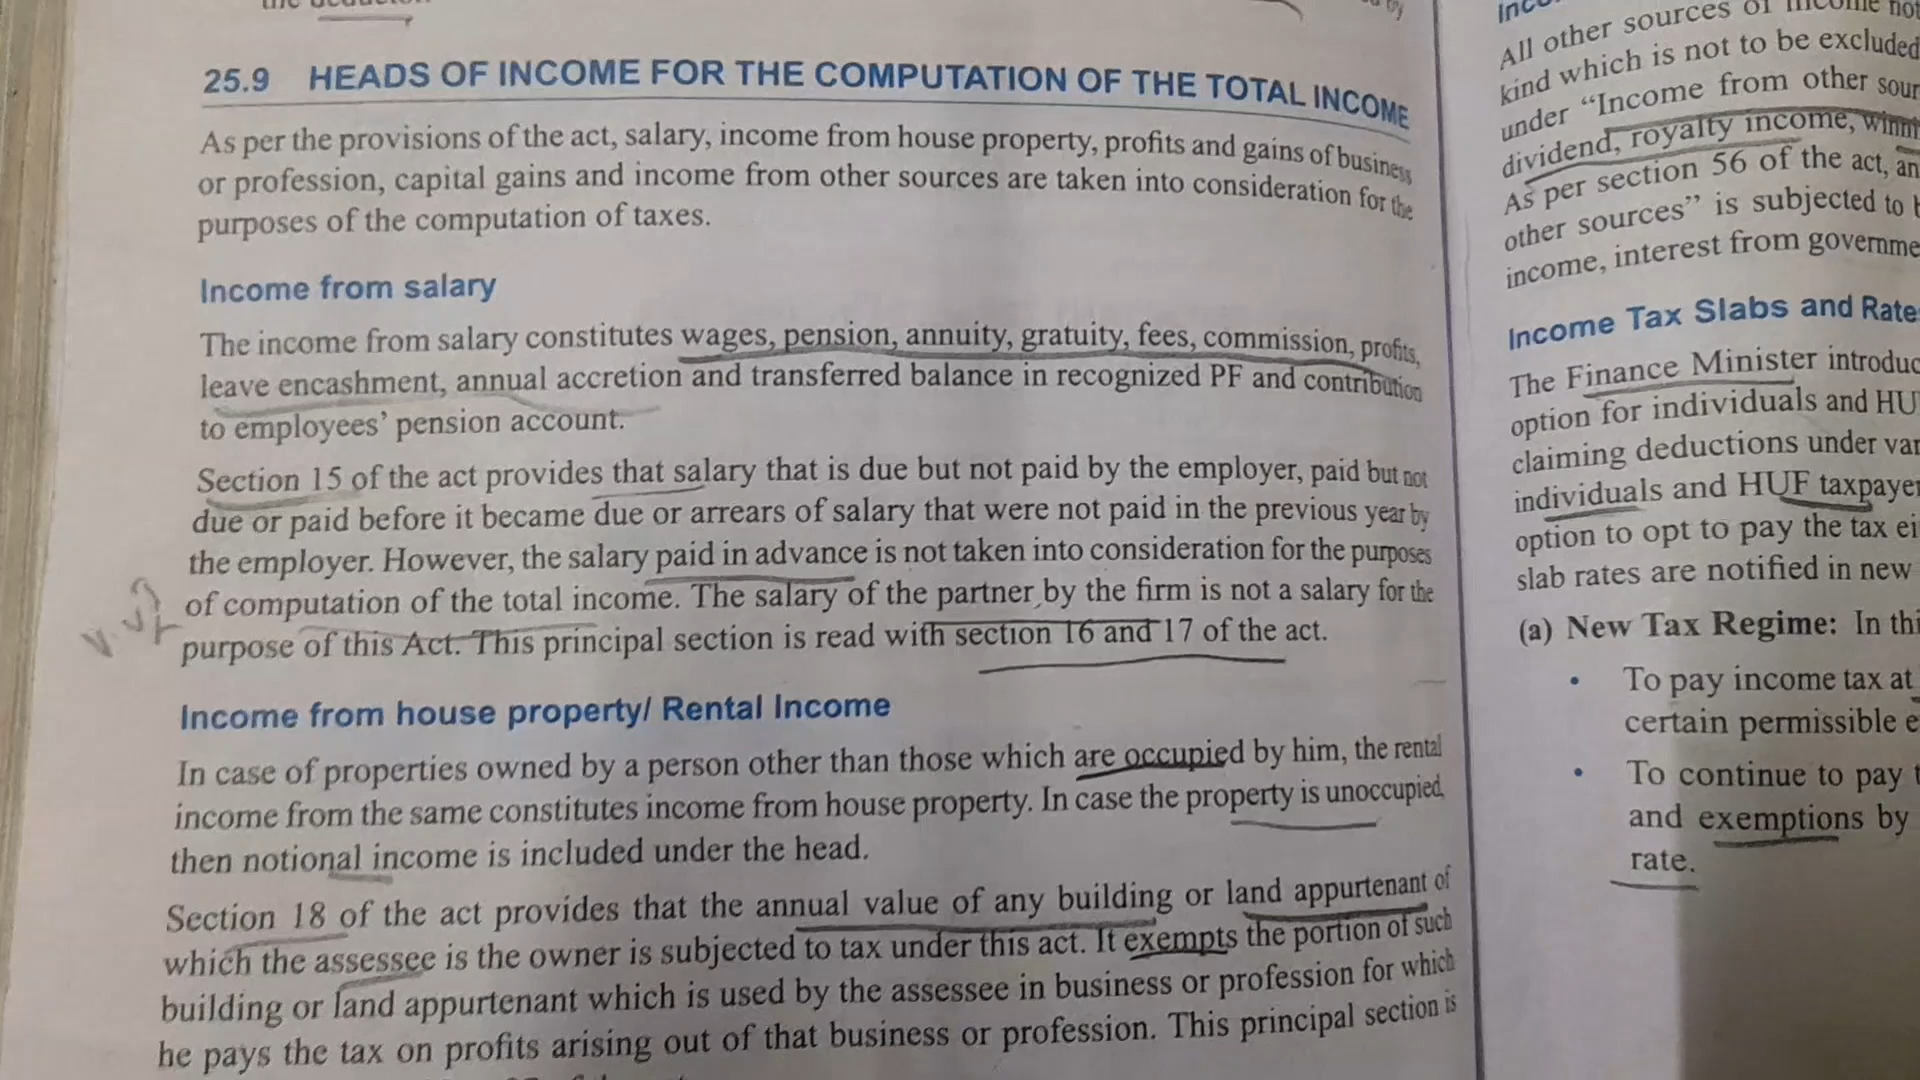 25.9 HEADS OF INCOME FOR THE COMPUTATION OF THE TOTAL INCOME
As per the provisions of the act, salary, income from house property, profits and gains of business
or profession, capital gains and income from other sources are taken into consideration for the
purposes of the computation of taxes.
Income from salary
The income from salary constitutes wages, pension, annuity, gratuity, fees, commission, profits,
leave encashment, annual accretion and transferred balance in recognized PF and contribution
to employees' pension account.
Section 15 of the act provides that salary that is due but not paid by the employer, paid but not
due or paid before it became due or arrears of salary that were not paid in the previous year by
the employer. However, the salary paid in advance is not taken into consideration for the purposes
of computation of the total income. The salary of the partner by the firm is not a salary for the
purpose of this Act. This principal section is read with section 16 and 17 of the act.
Income from house property/ Rental Income
In case of properties owned by a person other than those which are occupied by him, the rental
income from the same constitutes income from house property. In case the property is unoccupied,
then notional income is included under the head.
Section 18 of the act provides that the annual value of any building or land appurtenant of
which the assessee is the owner is subjected to tax under this act. It exempts the portion of such
building or land appurtenant which is used by the assessee in business or profession for which
he pays the tax on profits arising out of that business or profession. This principal section is
All other sources of income not
kind which is not to be excluded
under "Income from other
dividend, royalty income,
As per section 56 of the act,
other sources" is subjected to
income, interest from
Income Tax Slabs and
The Finance Minister
option for individuals and
claiming deductions under
individuals and HUF
option to opt to pay the tax
slab rates are notified in new
(a) New Tax Regime: In
• To pay income tax at
certain permissible
• To continue to pay
and exemptions by
rate.